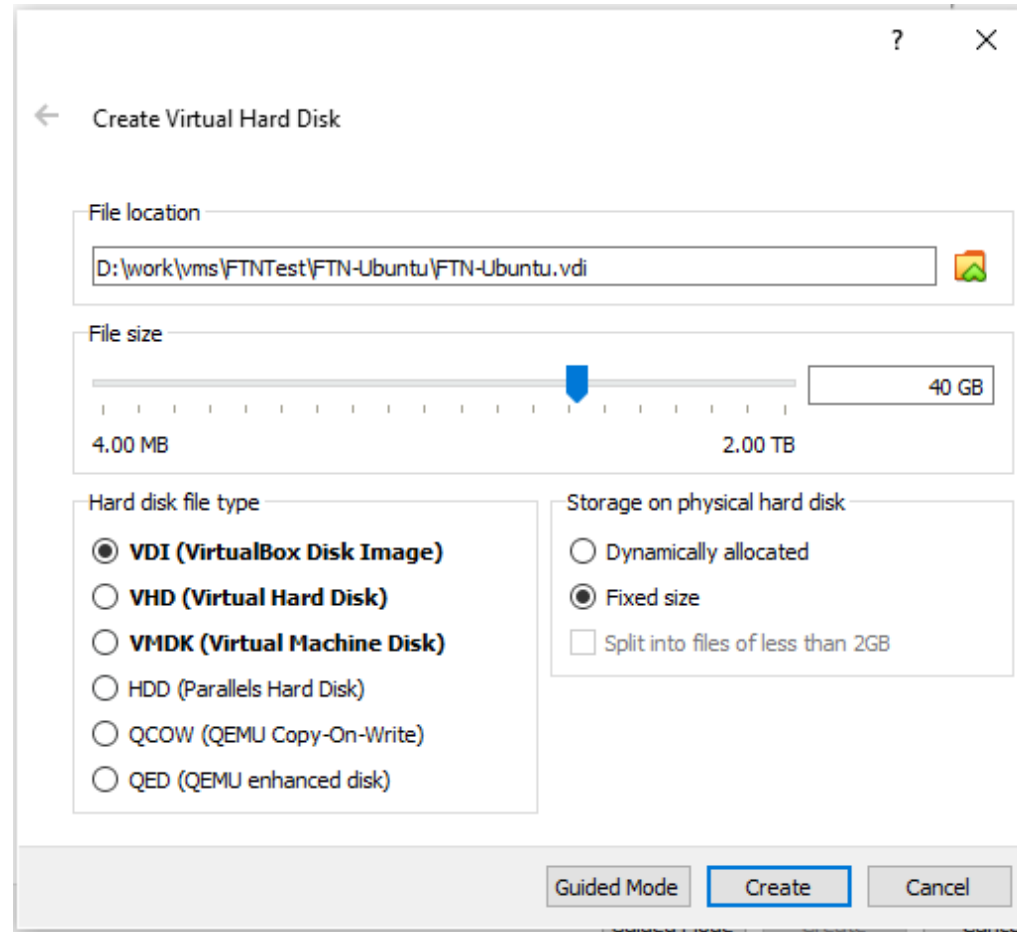 ?
Create Virtual Hard Disk
File location
D:\work\vms\FTNTest\FTN-Ubuntu\FTN-Ubuntu.vdi
File size
40 GB
4.00 MB 2.00 TB
Hard disk file type
VDI (VirtualBox Disk Image)
VHD (Virtual Hard Disk)
VMDK (Virtual Machine Disk)
HDD (Parallels Hard Disk)
QCOW (QEMU Copy-On-Write)
QED (QEMU enhanced disk)
Storage on physical hard disk
Dynamically allocated
Fixed size
Split into files of less than 2GB
Guided Mode Create Cancel